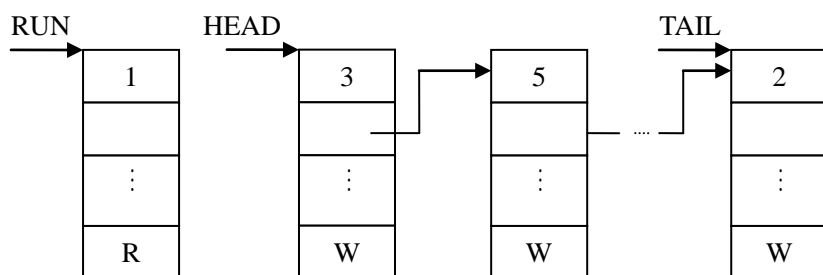 RUN HEAD TAIL
1 3 5 2
....
⋮ ⋮ ⋮ ⋮
R W W W